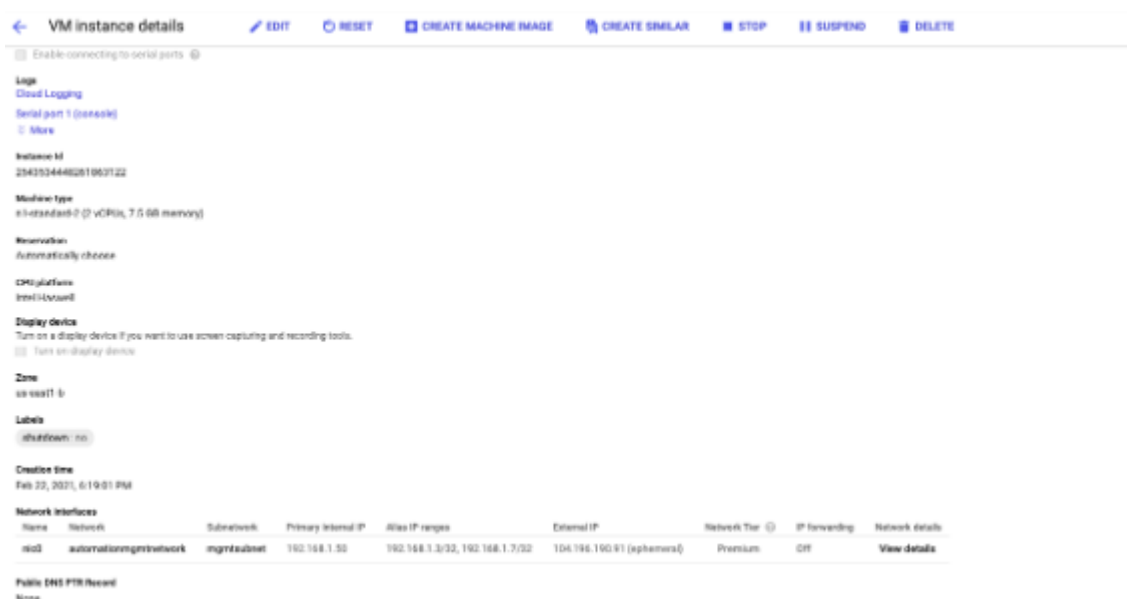 VM instance details EDIT RESET CREATE MACHINE IMAGE CREATE SIMILAR STOP SUSPEND DELETE
Enable connecting to serial ports
Logs
Cloud Logging
Serial port 1 (console)
More
Instance Id
Machine type
n1-standard-2 (2 vCPUs, 7.5 GB memory)
Reservation
Automatically choose
CPU platform
Intel Haswell
Display device
Turn on a display device if you want to use screen capturing and recording tools.
Turn on display device
Zone
us-east1-b
Labels
shutdown : no
Creation time
Feb 22, 2021, 6:19:01 PM
Network interfaces
Name Network Subnetwork Primary internal IP Alias IP ranges External IP Network Tier IP forwarding Network details
nic0 automationmgmtnetwork mgmtsubnet 192.168.1.50 192.168.1.3/32, 192.168.1.7/32 104.196.190.91 (ephemeral) Premium Off View details
Public DNS PTR Record
None